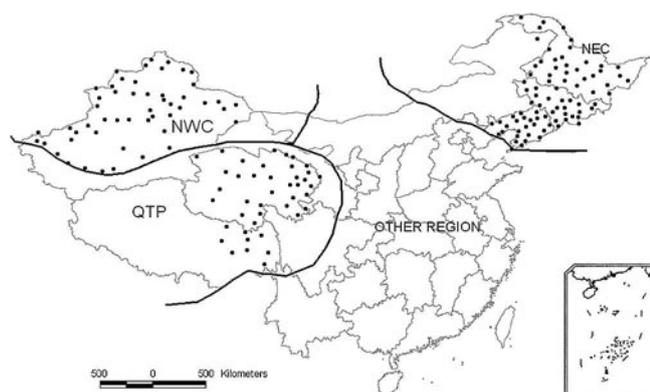 NEC
NWC
QTP
OTHER REGION
500 0 500 Kilometers